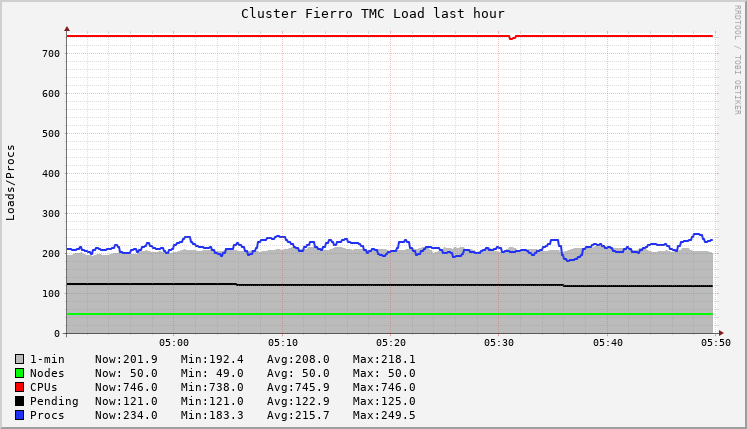 Cluster Fierro TMC Load last hour
RRDTOOL / TOBI OETIKER
Loads/Procs
700
600
500
400
300
200
100
0
05:00 05:10 05:20 05:30 05:40 05:50
1-min Now:201.9 Min:192.4 Avg:208.0 Max:218.1
Nodes Now: 50.0 Min: 49.0 Avg: 50.0 Max: 50.0
CPUs Now:746.0 Min:738.0 Avg:745.9 Max:746.0
Pending Now:121.0 Min:121.0 Avg:122.9 Max:125.0
Procs Now:234.0 Min:183.3 Avg:215.7 Max:249.5